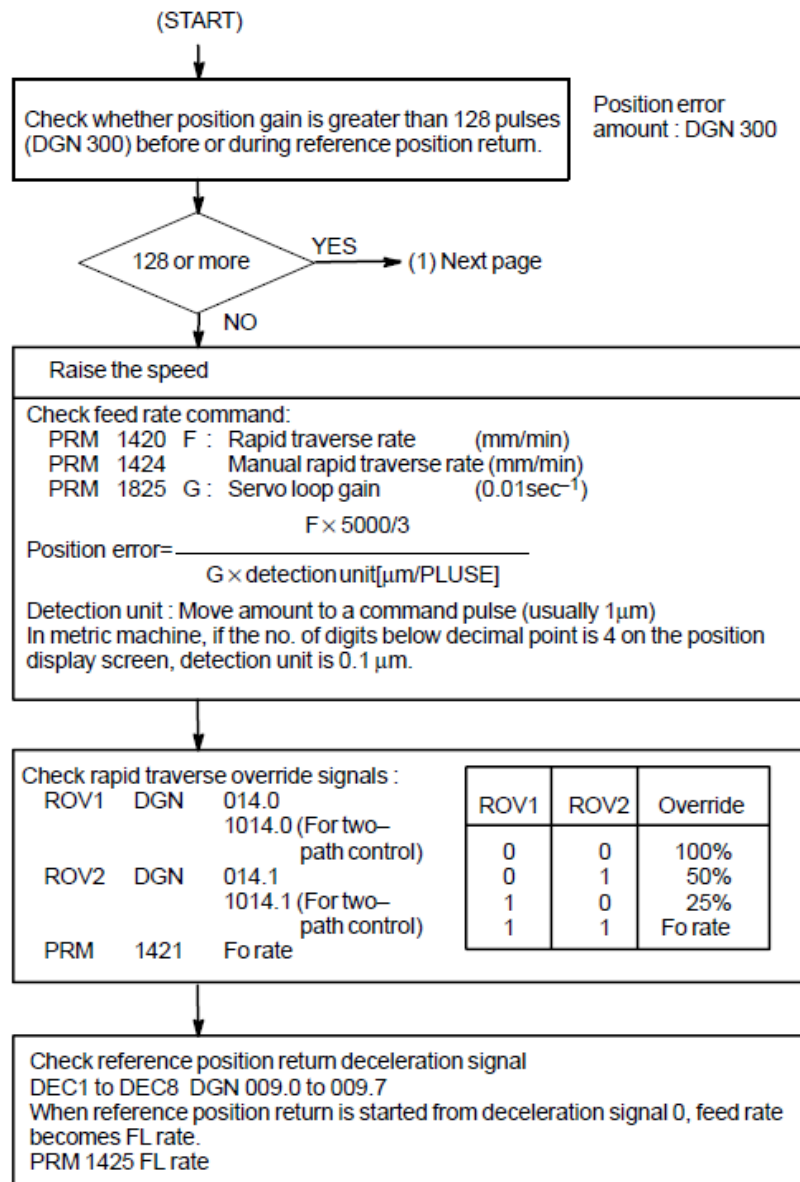 (START)
Check whether position gain is greater than 128 pulses
(DGN 300) before or during reference position return.
Position error
amount : DGN 300
128 or more
YES
(1) Next page
NO
Raise the speed
Check feed rate command:
PRM 1420 F : Rapid traverse rate (mm/min)
PRM 1424 Manual rapid traverse rate (mm/min)
PRM 1825 G : Servo loop gain (0.01sec–1)
F × 5000/3
Position error=
G × detection unit[μm/PLUSE]
Detection unit : Move amount to a command pulse (usually 1μm)
In metric machine, if the no. of digits below decimal point is 4 on the position
display screen, detection unit is 0.1 μm.
Check rapid traverse override signals :
ROV1 DGN 014.0
1014.0 (For two–
path control)
ROV2 DGN 014.1
1014.1 (For two–
path control)
PRM 1421 Fo rate
ROV1 ROV2 Override
0 0 100%
0 1 50%
1 0 25%
1 1 Fo rate
Check reference position return deceleration signal
DEC1 to DEC8 DGN 009.0 to 009.7
When reference position return is started from deceleration signal 0, feed rate
becomes FL rate.
PRM 1425 FL rate